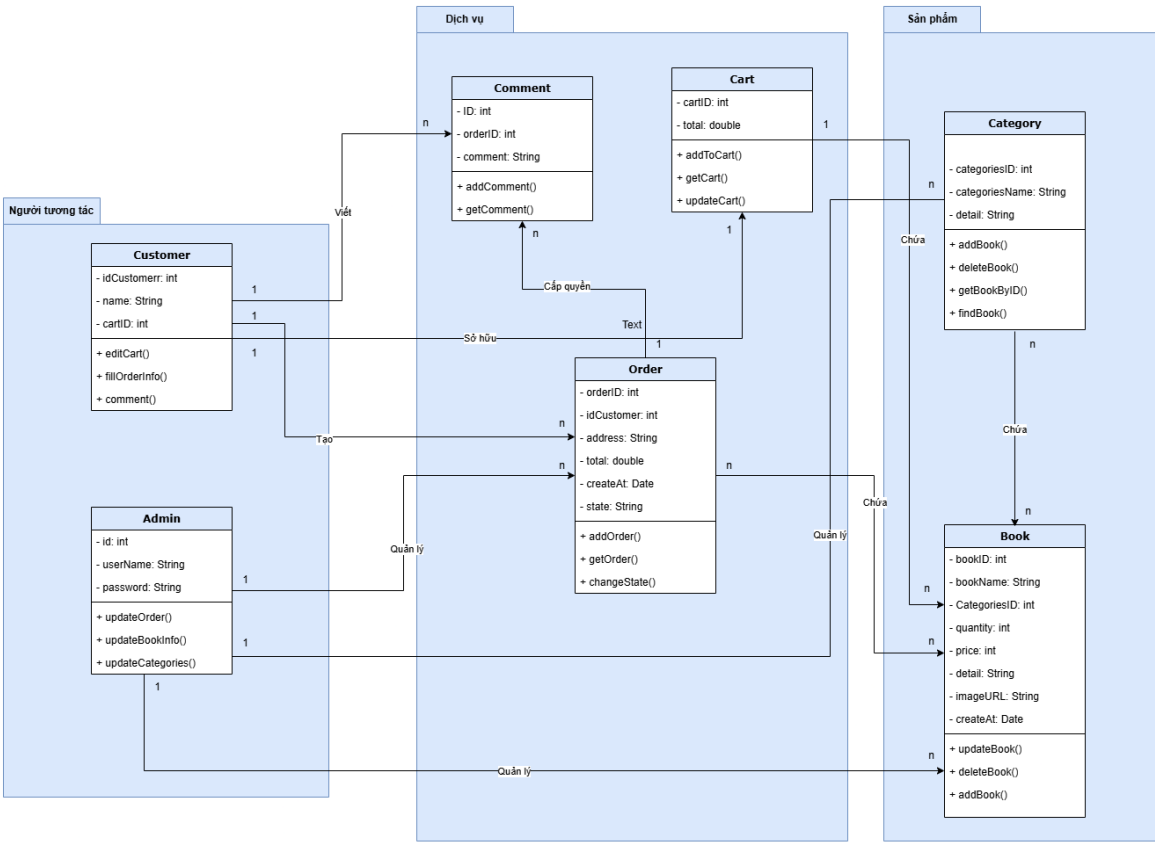 Dịch vụ
Sản phẩm
Người tương tác
Comment
- ID: int
- orderID: int
- comment: String
+ addComment()
+ getComment()
Cart
- cartID: int
- total: double
+ addToCart()
+ getCart()
+ updateCart()
Category
- categoriesID: int
- categoriesName: String
- detail: String
+ addBook()
+ deleteBook()
+ getBookByID()
+ findBook()
Customer
- idCustomerr: int
- name: String
- cartID: int
+ editCart()
+ fillOrderInfo()
+ comment()
Order
- orderID: int
- idCustomer: int
- address: String
- total: double
- createAt: Date
- state: String
+ addOrder()
+ getOrder()
+ changeState()
Admin
- id: int
- userName: String
- password: String
+ updateOrder()
+ updateBookInfo()
+ updateCategories()
Book
- bookID: int
- bookName: String
- CategoriesID: int
- quantity: int
- price: int
- detail: String
- imageURL: String
- createAt: Date
+ updateBook()
+ deleteBook()
+ addBook()
1
Viết
n
1
Tạo
n
1
Sở hữu
1
1
Text
Cấp quyền
n
1
Chứa
n
n
Chứa
n
n
Chứa
n
1
Quản lý
n
1
Quản lý
n
1
Quản lý
n